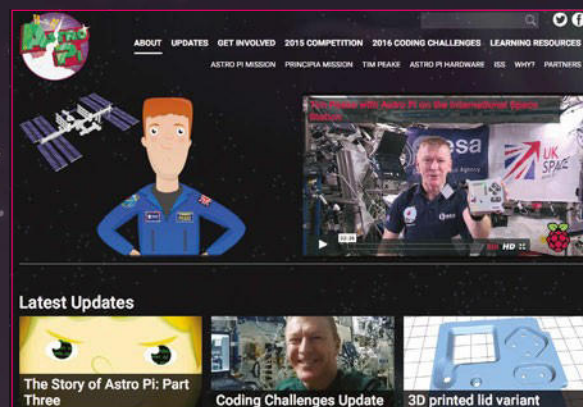 ASTRO PI
ABOUT UPDATES GET INVOLVED 2015 COMPETITION 2016 CODING CHALLENGES LEARNING RESOURCES
ASTRO PI MISSION PRINCIPIA MISSION TIM PEAKE ASTRO PI HARDWARE ISS WHY? PARTNERS
Tim Peake with Astro Pi on the International Space
Station
esa
UK
SPACE
HD
Latest Updates
The Story of Astro Pi: Part
Three
Coding Challenges Update
3D printed lid variant